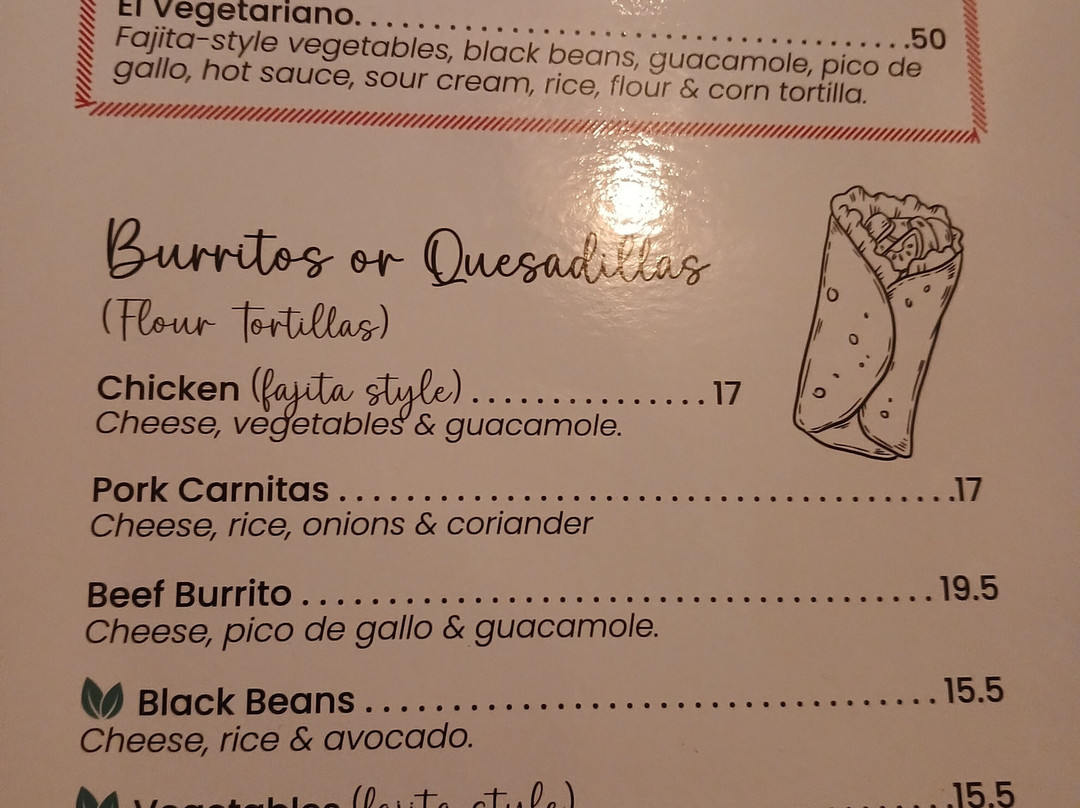 El Vegetariano......................................50
Fajita-style vegetables, black beans, guacamole, pico de
gallo, hot sauce, sour cream, rice, flour & corn tortilla.
Burritos or Quesadillas
(Flour Tortillas)
Chicken (fajita style)................17
Cheese, vegetables & guacamole.
Pork Carnitas......................................17
Cheese, rice, onions & coriander
Beef Burrito.......................................19.5
Cheese, pico de gallo & guacamole.
Black Beans...................................15.5
Cheese, rice & avocado.
Vegetables (fajita style)......................15.5